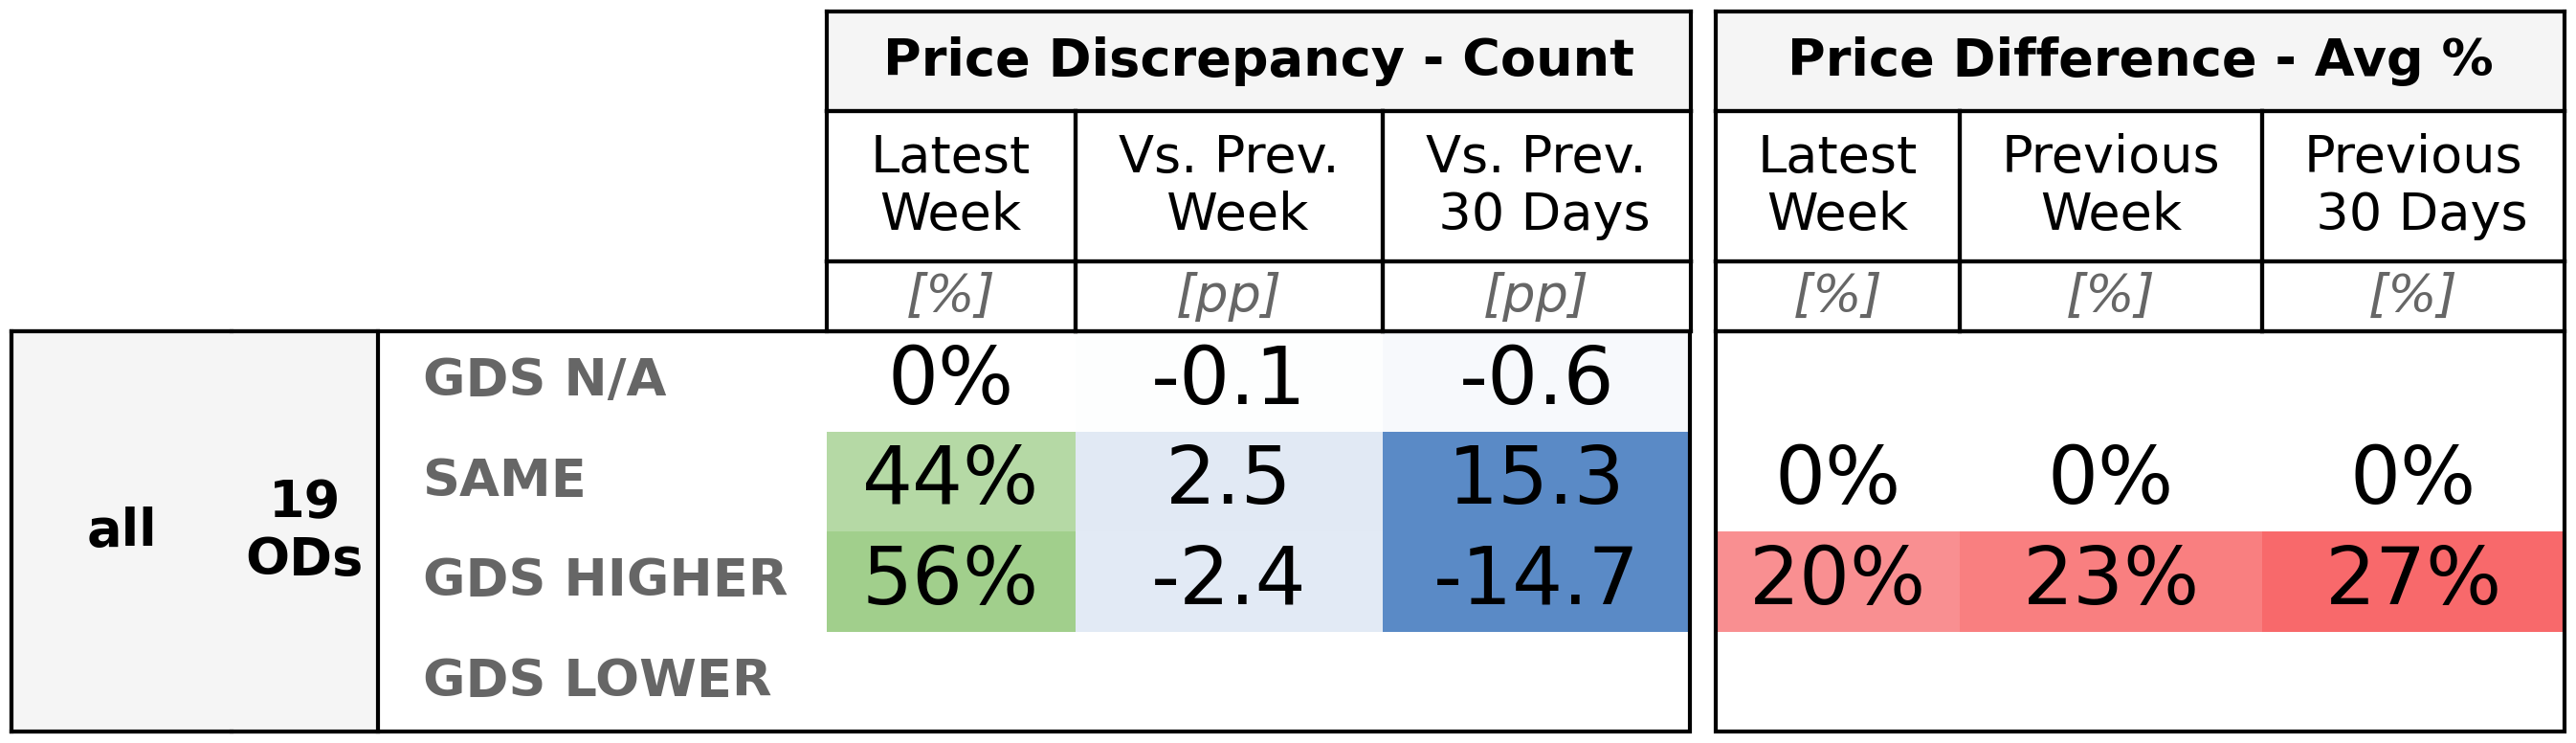 Price Discrepancy - Count Price Difference - Avg %
Latest Vs. Prev. Vs. Prev. Latest Previous Previous
Week Week 30 Days Week Week 30 Days
[%] [pp] [pp] [%] [%] [%]
GDS N/A 0% -0.1 -0.6
SAME 44% 2.5 15.3 0% 0% 0%
all 19
ODs
GDS HIGHER 56% -2.4 -14.7 20% 23% 27%
GDS LOWER